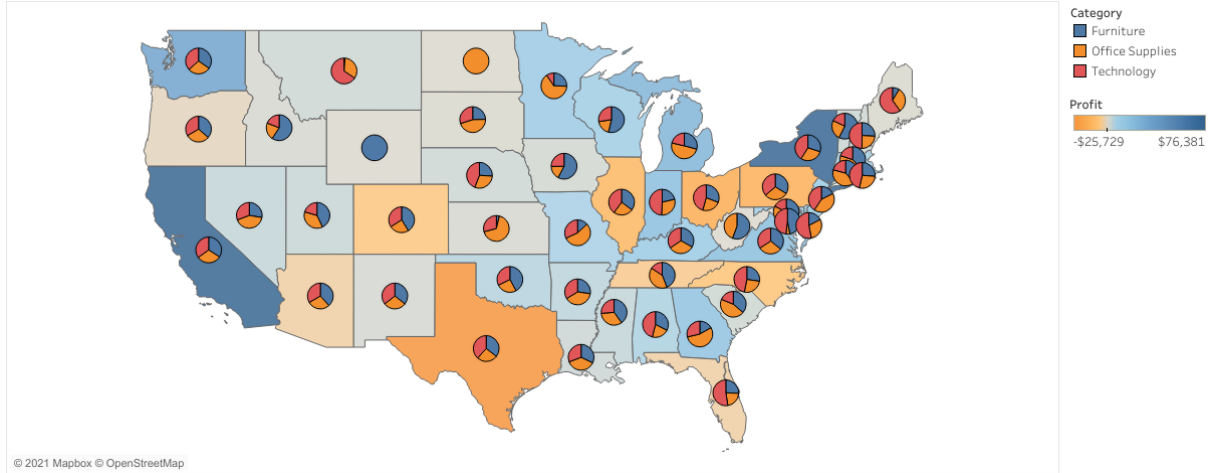 Category
Furniture
Office Supplies
Technology
Profit
-$25,729 $76,381
© 2021 Mapbox © OpenStreetMap